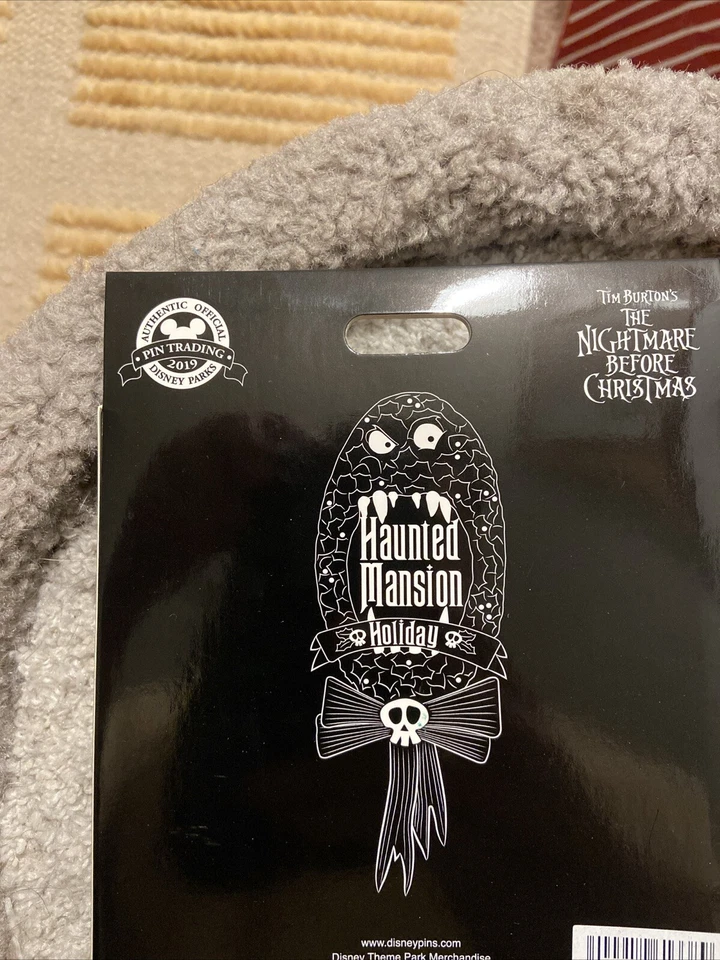 AUTHENTIC OFFICIAL
PIN TRADING
2019
DISNEY PARKS
TIM BURTON'S
THE
NIGHTMARE
BEFORE
CHRISTMAS
Haunted
Mansion
Holiday
www.disneypins.com
Disney Theme Park Merchandise